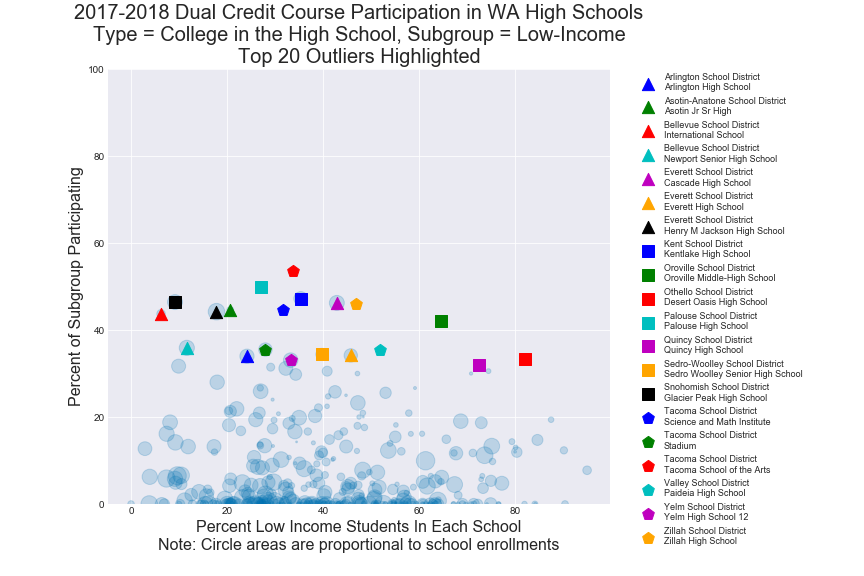 2017-2018 Dual Credit Course Participation in WA High Schools
Type = College in the High School, Subgroup = Low-Income
Top 20 Outliers Highlighted
100
80
60
40
20
0
Percent of Subgroup Participating
0 20 40 60 80
Percent Low Income Students In Each School
Note: Circle areas are proportional to school enrollments
Arlington School District
Arlington High School
Asotin-Anatone School District
Asotin Jr Sr High
Bellevue School District
International School
Bellevue School District
Newport Senior High School
Everett School District
Cascade High School
Everett School District
Everett High School
Everett School District
Henry M Jackson High School
Kent School District
Kentlake High School
Oroville School District
Oroville Middle-High School
Othello School District
Desert Oasis High School
Palouse School District
Palouse High School
Quincy School District
Quincy High School
Sedro-Woolley School District
Sedro Woolley Senior High School
Snohomish School District
Glacier Peak High School
Tacoma School District
Science and Math Institute
Tacoma School District
Stadium
Tacoma School District
Tacoma School of the Arts
Valley School District
Paideia High School
Yelm School District
Yelm High School 12
Zillah School District
Zillah High School